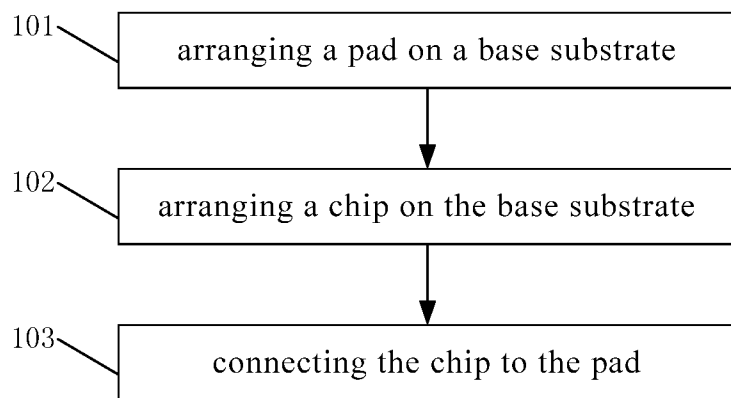 101
arranging a pad on a base substrate
102
arranging a chip on the base substrate
103
connecting the chip to the pad